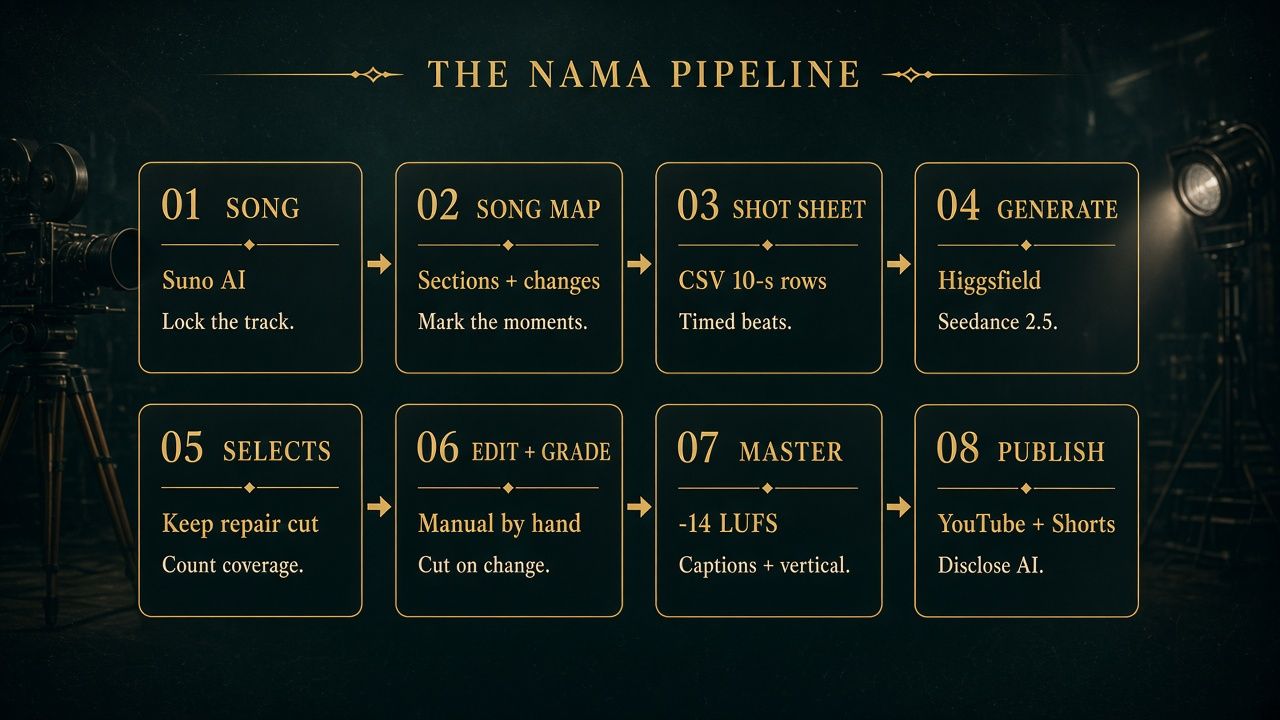 THE NAMA PIPELINE
01 SONG
Suno AI
Lock the track.
02 SONG MAP
Sections + changes
Mark the moments.
03 SHOT SHEET
CSV 10-s rows
Timed beats.
04 GENERATE
Higgsfield
Seedance 2.5.
05 SELECTS
Keep repair cut
Count coverage.
06 EDIT + GRADE
Manual by hand
Cut on change.
07 MASTER
-14 LUFS
Captions + vertical.
08 PUBLISH
YouTube + Shorts
Disclose AI.